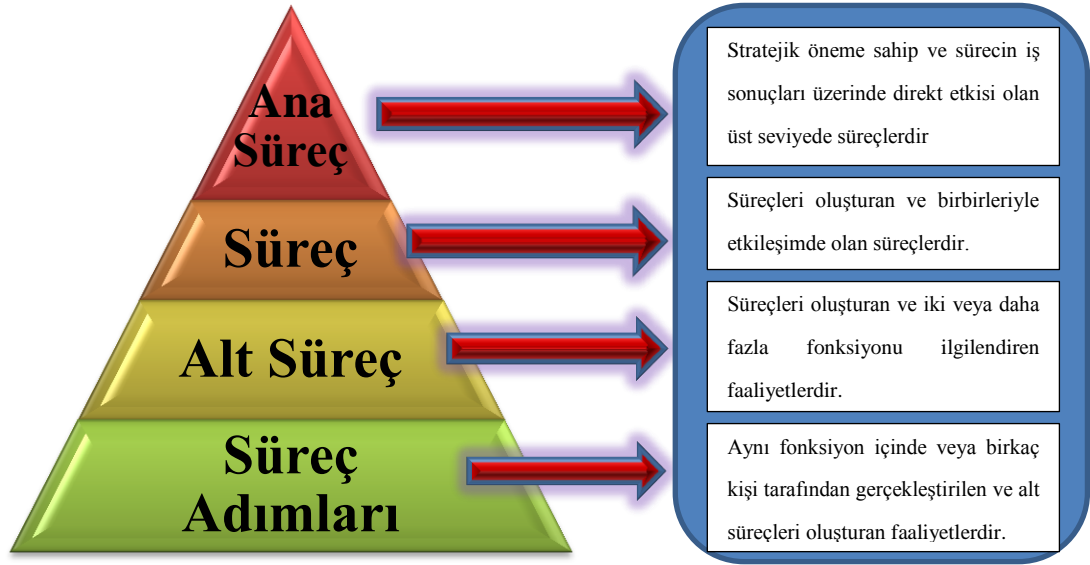 Ana
Süreç
Stratejik öneme sahip ve sürecin iş
sonuçları üzerinde direkt etkisi olan
üst seviyede süreçlerdir
Süreç
Süreçleri oluşturan ve birbirleriyle
etkileşimde olan süreçlerdir.
Alt Süreç
Süreçleri oluşturan ve iki veya daha
fazla fonksiyonu ilgilendiren
faaliyetlerdir.
Süreç
Adımları
Aynı fonksiyon içinde veya birkaç
kişi tarafından gerçekleştirilen ve alt
süreçleri oluşturan faaliyetlerdir.